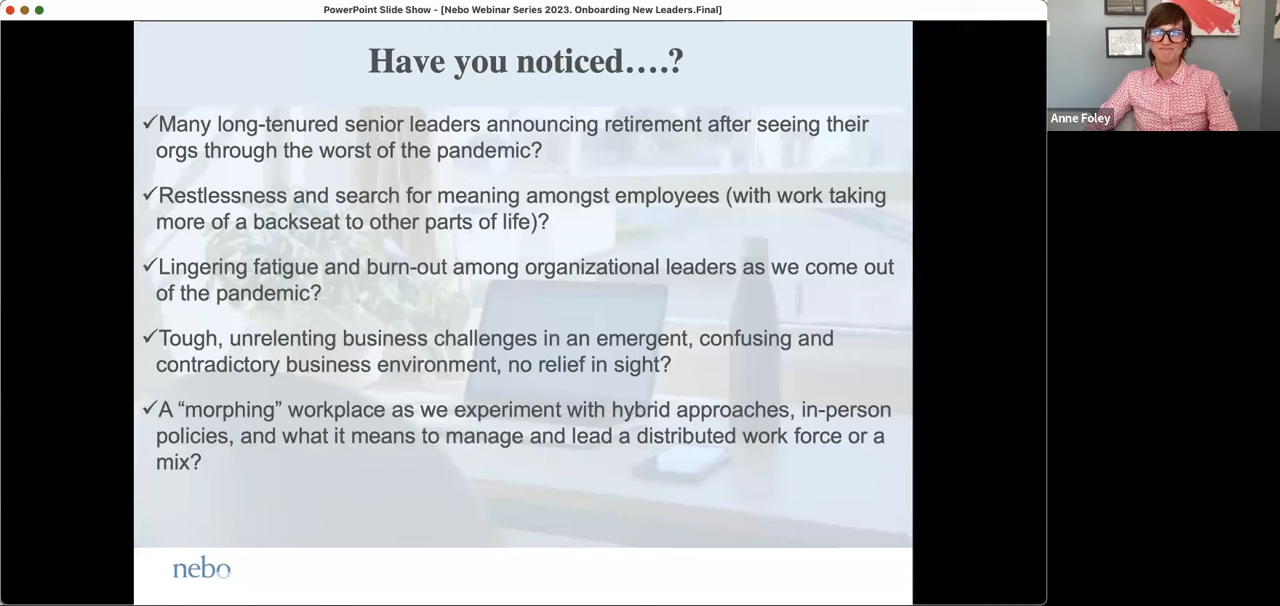 PowerPoint Slide Show - [Nebo Webinar Series 2023. Onboarding New Leaders.Final]
Have you noticed....?
✓Many long-tenured senior leaders announcing retirement after seeing their
orgs through the worst of the pandemic?
✓Restlessness and search for meaning amongst employees (with work taking
more of a backseat to other parts of life)?
✓Lingering fatigue and burn-out among organizational leaders as we come out
of the pandemic?
✓Tough, unrelenting business challenges in an emergent, confusing and
contradictory business environment, no relief in sight?
✓A “morphing” workplace as we experiment with hybrid approaches, in-person
policies, and what it means to manage and lead a distributed work force or a
mix?
nebo
Anne Foley